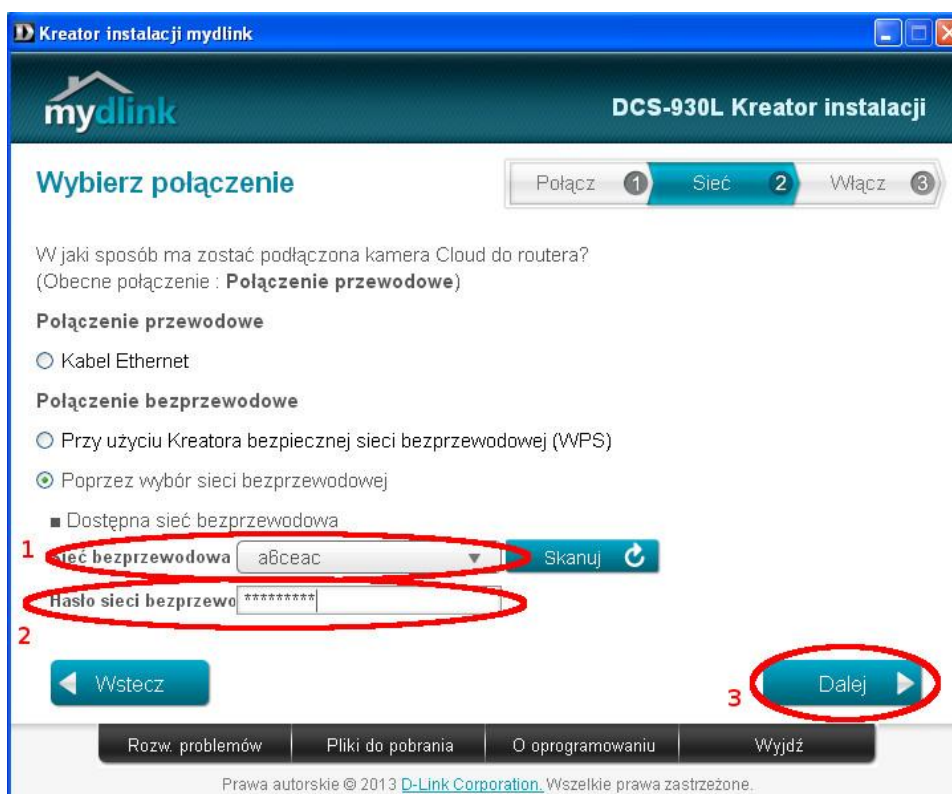 Kreator instalacji mydlink
mydlink
DCS-930L Kreator instalacji
Wybierz połączenie
Połącz 1 Sieć 2 Włącz 3
W jaki sposób ma zostać podłączona kamera Cloud do routera?
(Obecne połączenie : Połączenie przewodowe)
Połączenie przewodowe
Kabel Ethernet
Połączenie bezprzewodowe
Przy użyciu Kreatora bezpiecznej sieci bezprzewodowej (WPS)
Poprzez wybór sieci bezprzewodowej
Dostępna sieć bezprzewodowa
1 Sieć bezprzewodowa a6ceac Skanuj
Hasło sieci bezprzewo *********
2
Wstecz 3 Dalej
Rozw. problemów Pliki do pobrania O oprogramowaniu Wyjdź
Prawa autorskie © 2013 D-Link Corporation. Wszelkie prawa zastrzeżone.